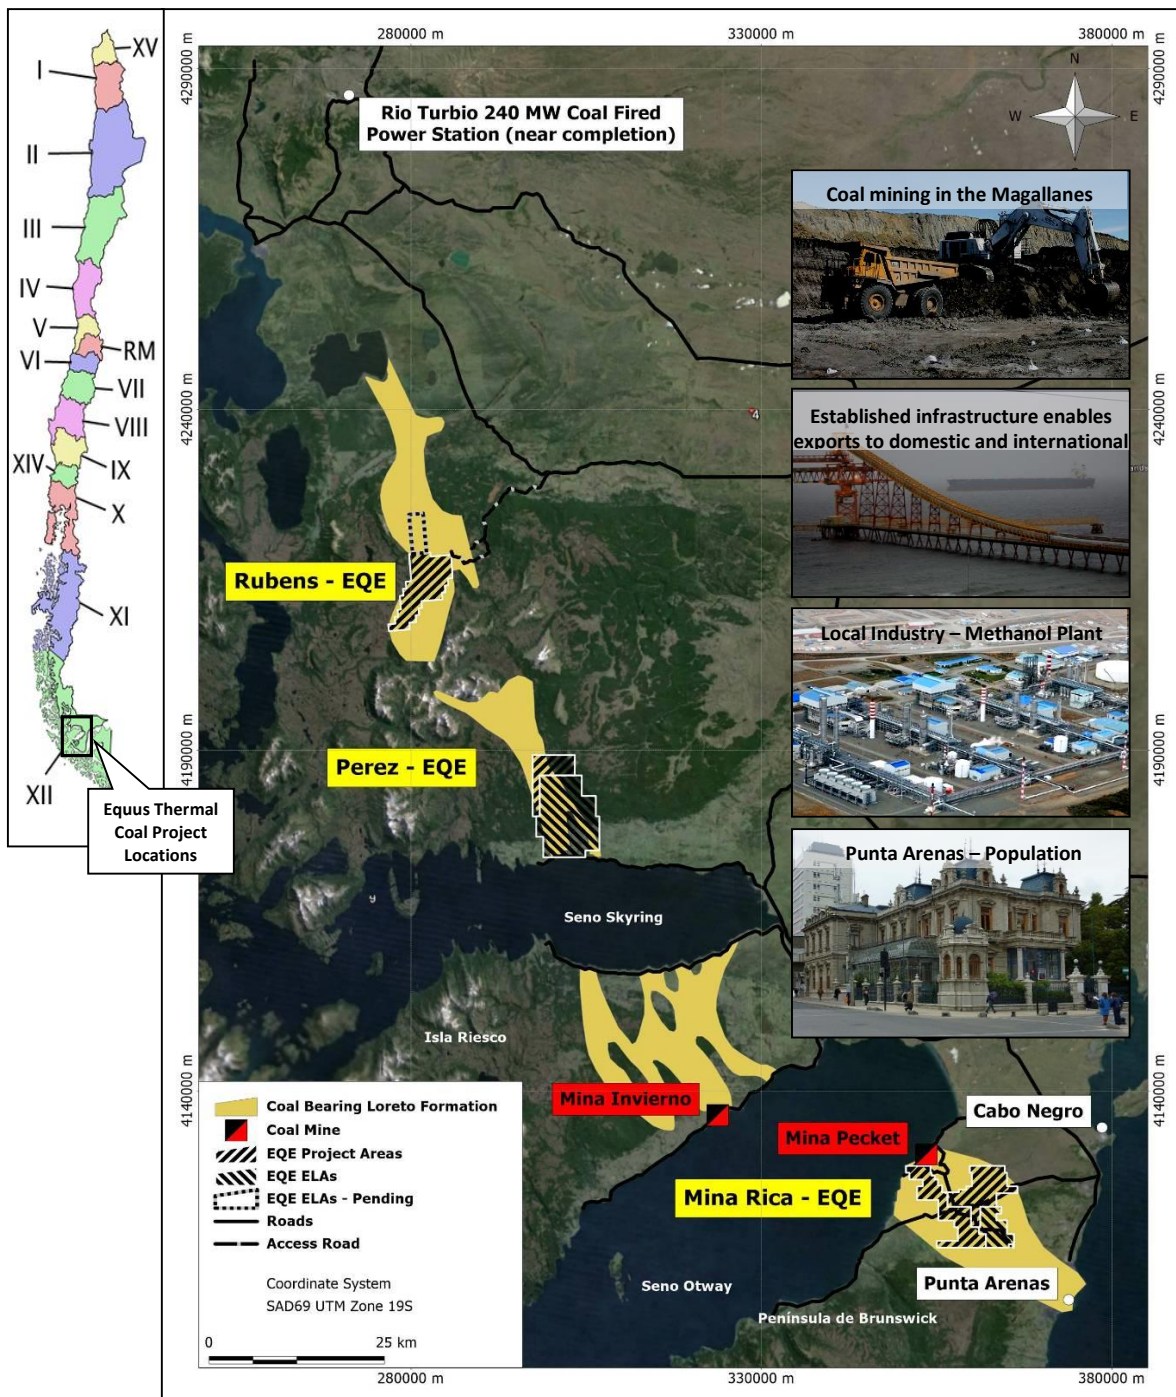 XV
I
II
III
IV
V
RM
VI
VII
VIII
XIV
IX
X
XI
XII
Equus Thermal
Coal Project
Locations
280000 m
330000 m
380000 m
4290000 m
4290000 m
N
W
E
Rio Turbio 240 MW Coal Fired
Power Station (near completion)
Coal mining in the Magallanes
4240000 m
4240000 m
Established infrastructure enables
exports to domestic and international
Rubens - EQE
Local Industry – Methanol Plant
4190000 m
4190000 m
Perez - EQE
Punta Arenas – Population
Seno Skyring
Isla Riesco
4140000 m
4140000 m
Mina Invierno
Cabo Negro
Mina Pecket
Mina Rica - EQE
Seno Otway
Punta Arenas
Península de Brunswick
Coal Bearing Loreto Formation
Coal Mine
EQE Project Areas
EQE ELAs
EQE ELAs - Pending
Roads
Access Road
Coordinate System
SAD69 UTM Zone 19S
0
25 km
280000 m
330000 m
380000 m